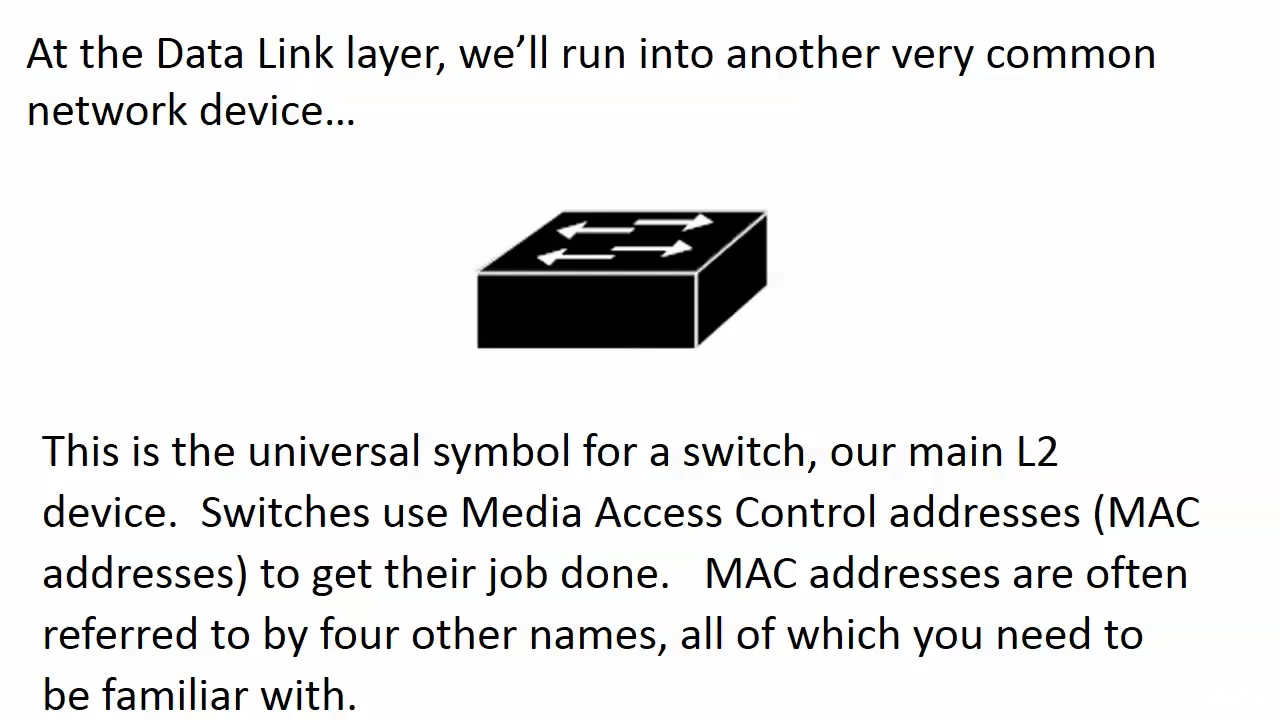 At the Data Link layer, we’ll run into another very common
network device…
This is the universal symbol for a switch, our main L2
device.  Switches use Media Access Control addresses (MAC
addresses) to get their job done.   MAC addresses are often
referred to by four other names, all of which you need to
be familiar with.